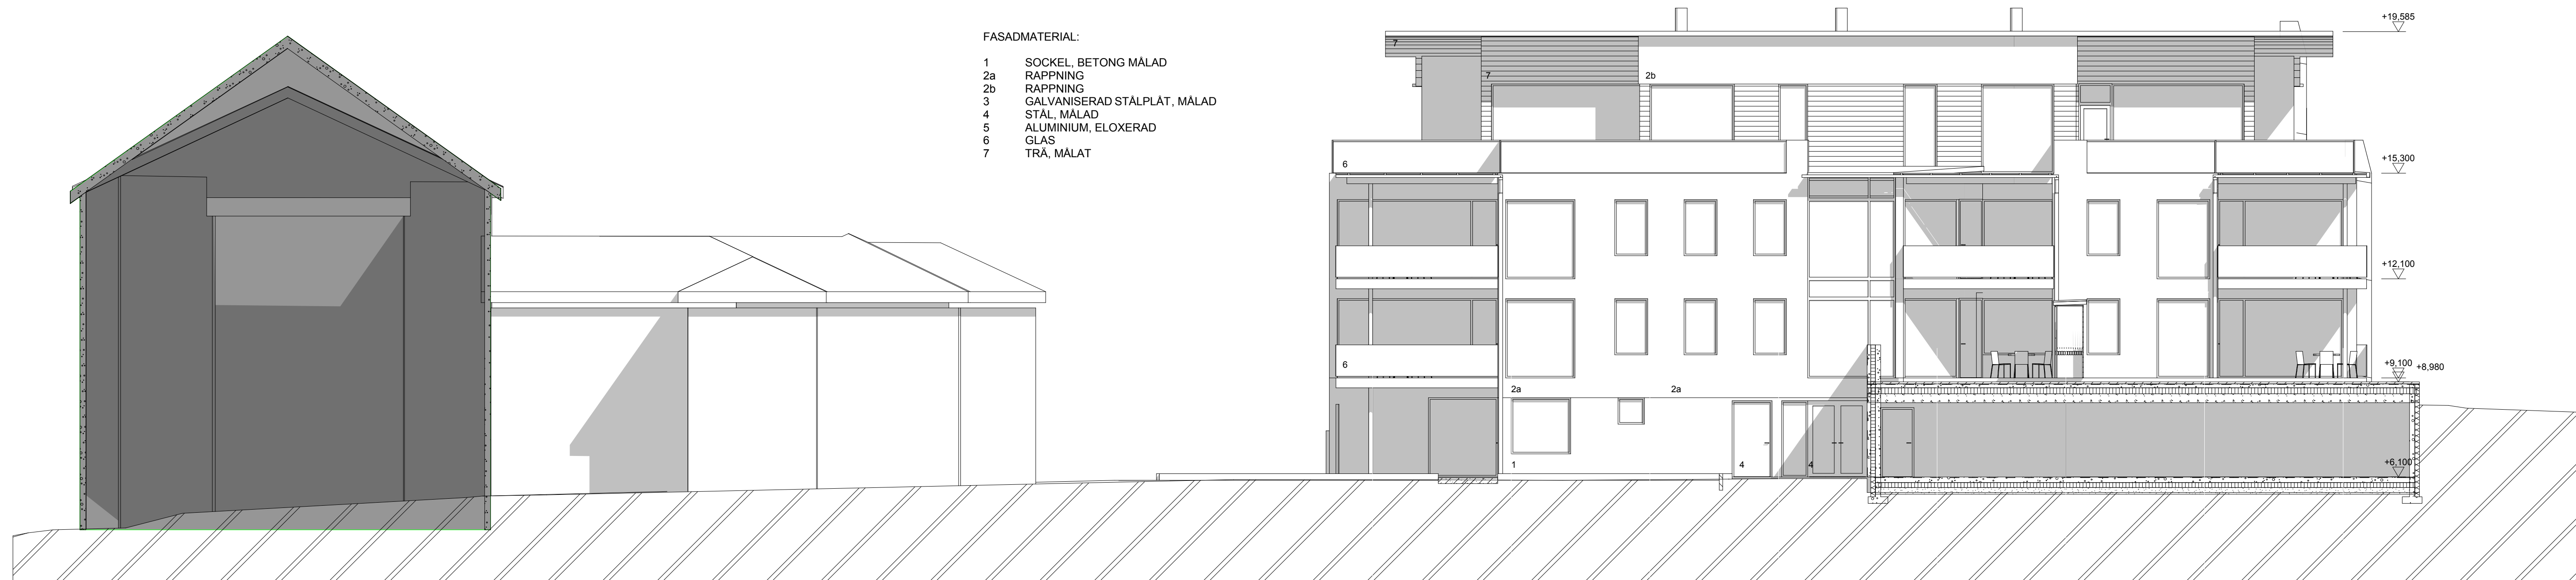 FASADMATERIAL:
1 SOCKEL, BETONG MÅLAD
2a RAPPNING
2b RAPPNING
3 GALVANISERAD STÅLPLÅT, MÅLAD
4 STÅL, MÅLAD
5 ALUMINIUM, ELOXERAD
6 GLAS
7 TRÄ, MÅLAT
+19,585
7
7
2b
+15,300
6
+12,100
6
+9,100
+8,980
2a
2a
1
4
4
+6,100